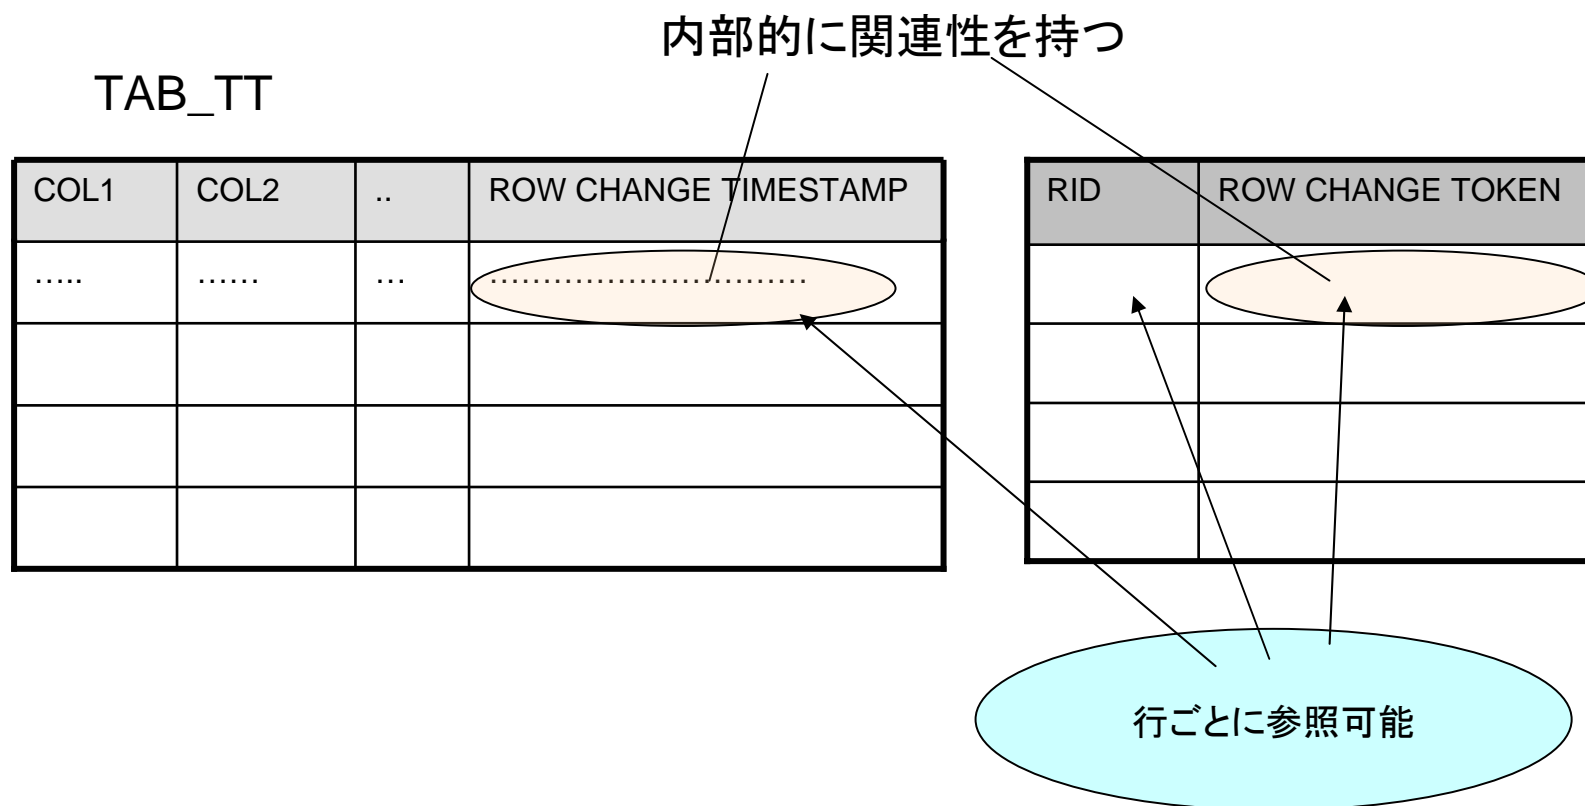 内部的に関連性を持つ
TAB_TT
COL1 COL2 .. ROW CHANGE TIMESTAMP
RID ROW CHANGE TOKEN
….. …… … …………………………
行ごとに参照可能